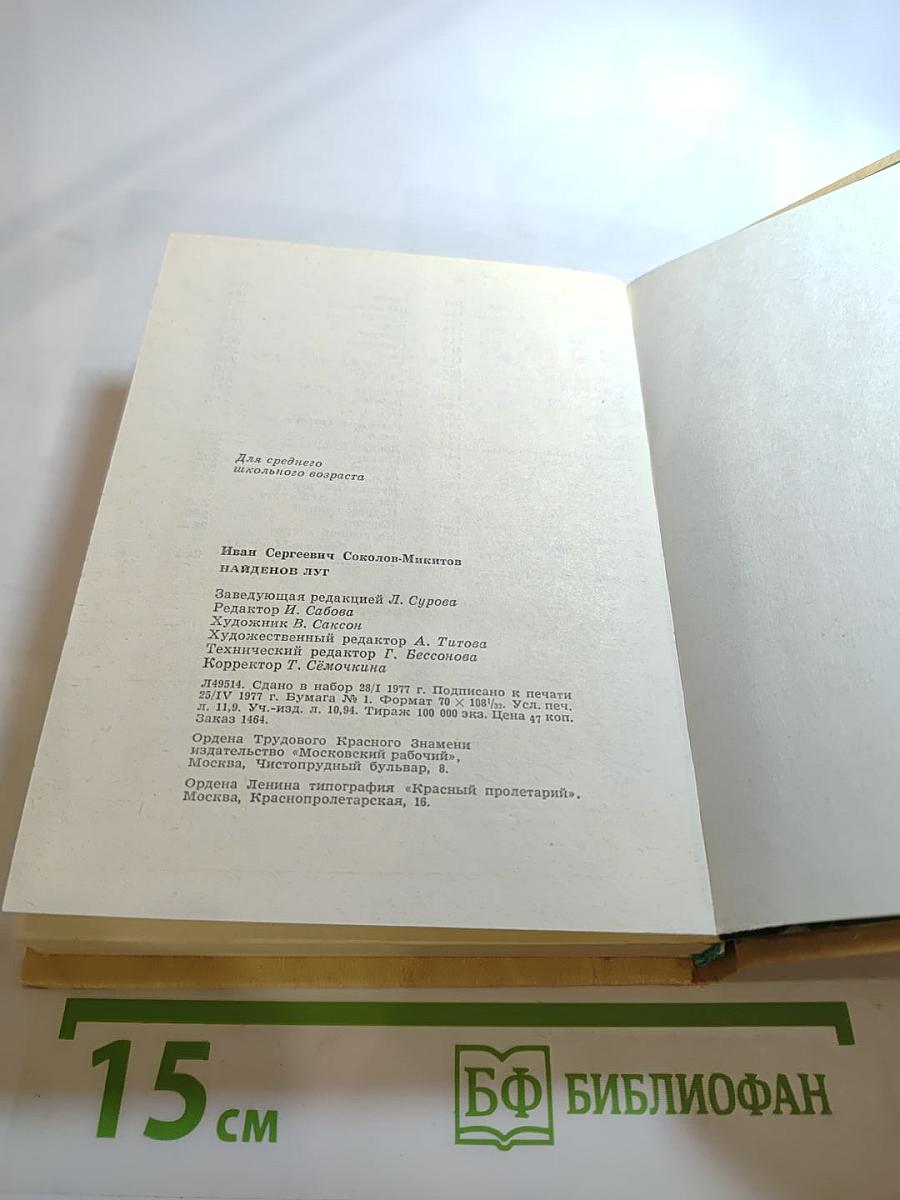 Для среднего
школьного возраста
Иван Сергеевич Соколов-Микитов
НАЙДЕНОВ ЛУГ
Заведующая редакцией Л. Сурова
Редактор И. Сабова
Художник В. Саксон
Художественный редактор А. Титова
Технический редактор Г. Бессонова
Корректор Т. Сёмочкина
Л49514. Сдано в набор 28/I 1977 г. Подписано к печати
25/IV 1977 г. Бумага № 1. Формат 70 × 108¹/₃₂. Усл. печ.
л. 11,9. Уч.-изд. л. 10,94. Тираж 100 000 экз. Цена 47 коп.
Заказ 1464.
Ордена Трудового Красного Знамени
издательство «Московский рабочий»,
Москва, Чистопрудный бульвар, 8.
Ордена Ленина типография «Красный пролетарий».
Москва, Краснопролетарская, 16.
15 см
БФ БИБЛИОФАН